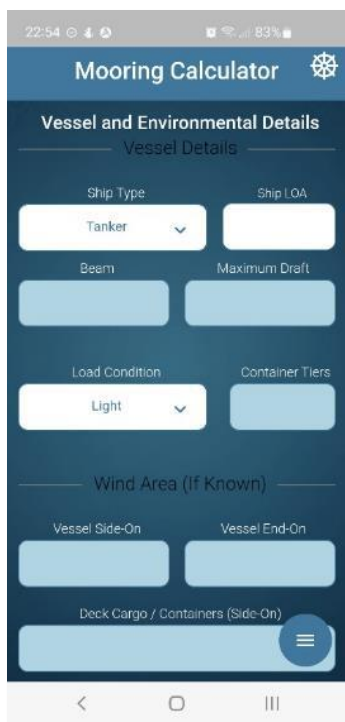 22:54 83%
Mooring Calculator
Vessel and Environmental Details
Vessel Details
Ship Type Ship LOA
Tanker
Beam Maximum Draft
Load Condition Container Tiers
Light
Wind Area (If Known)
Vessel Side-On Vessel End-On
Deck Cargo / Containers (Side-On)